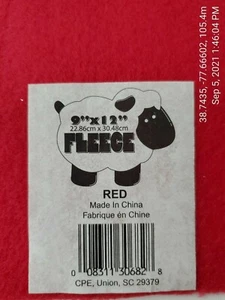 9"x12"
22.86cm x 30.48cm
FLEECE
RED
Made In China
Fabrique én Chine
0 08311 30682 8
CPE, Union, SC 29379
38.7435, -77.66602, 105.4m
Sep 5, 2021 1:46:04 PM